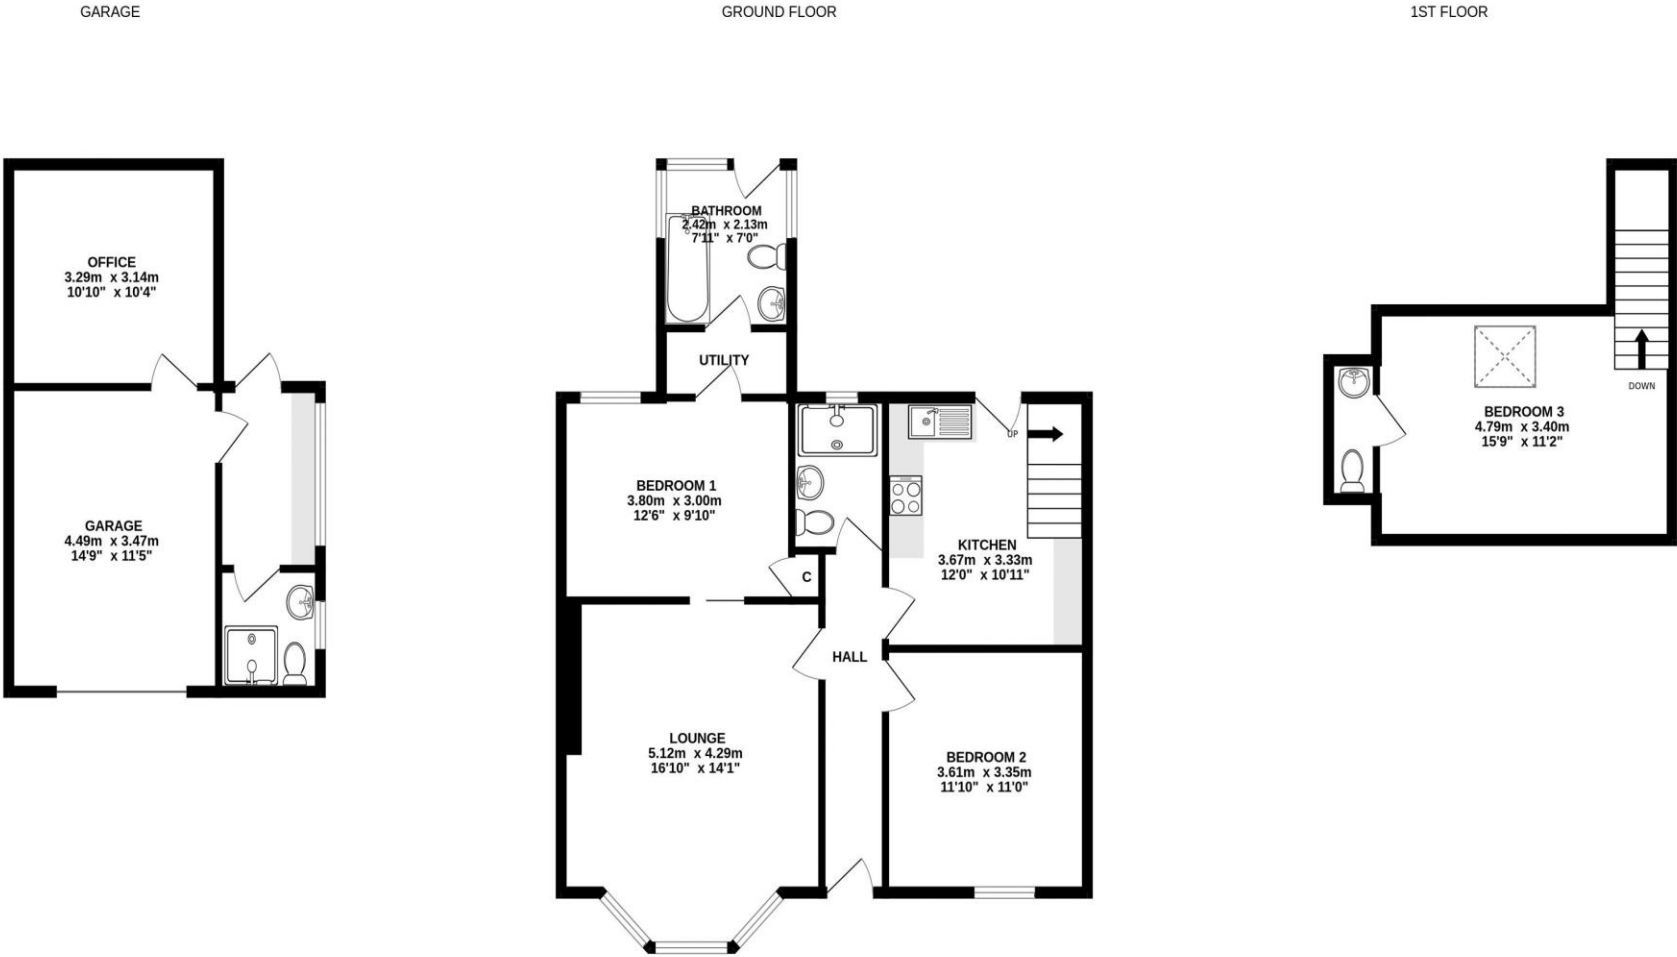 GARAGE
OFFICE
3.29m x 3.14m
10'10" x 10'4"
GARAGE
4.49m x 3.47m
14'9" x 11'5"
GROUND FLOOR
BATHROOM
2.42m x 2.13m
7'11" x 7'0"
UTILITY
BEDROOM 1
3.80m x 3.00m
12'6" x 9'10"
C
UP
KITCHEN
3.67m x 3.33m
12'0" x 10'11"
HALL
LOUNGE
5.12m x 4.29m
16'10" x 14'1"
BEDROOM 2
3.61m x 3.35m
11'10" x 11'0"
1ST FLOOR
DOWN
BEDROOM 3
4.79m x 3.40m
15'9" x 11'2"